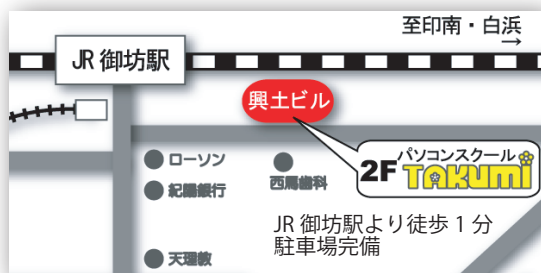 至印南・白浜
→
JR 御坊駅
興土ビル
ローソン
紀陽銀行
西馬歯科
天理教
2F パソコンスクール
TAKUMI
JR 御坊駅より徒歩 1 分
駐車場完備